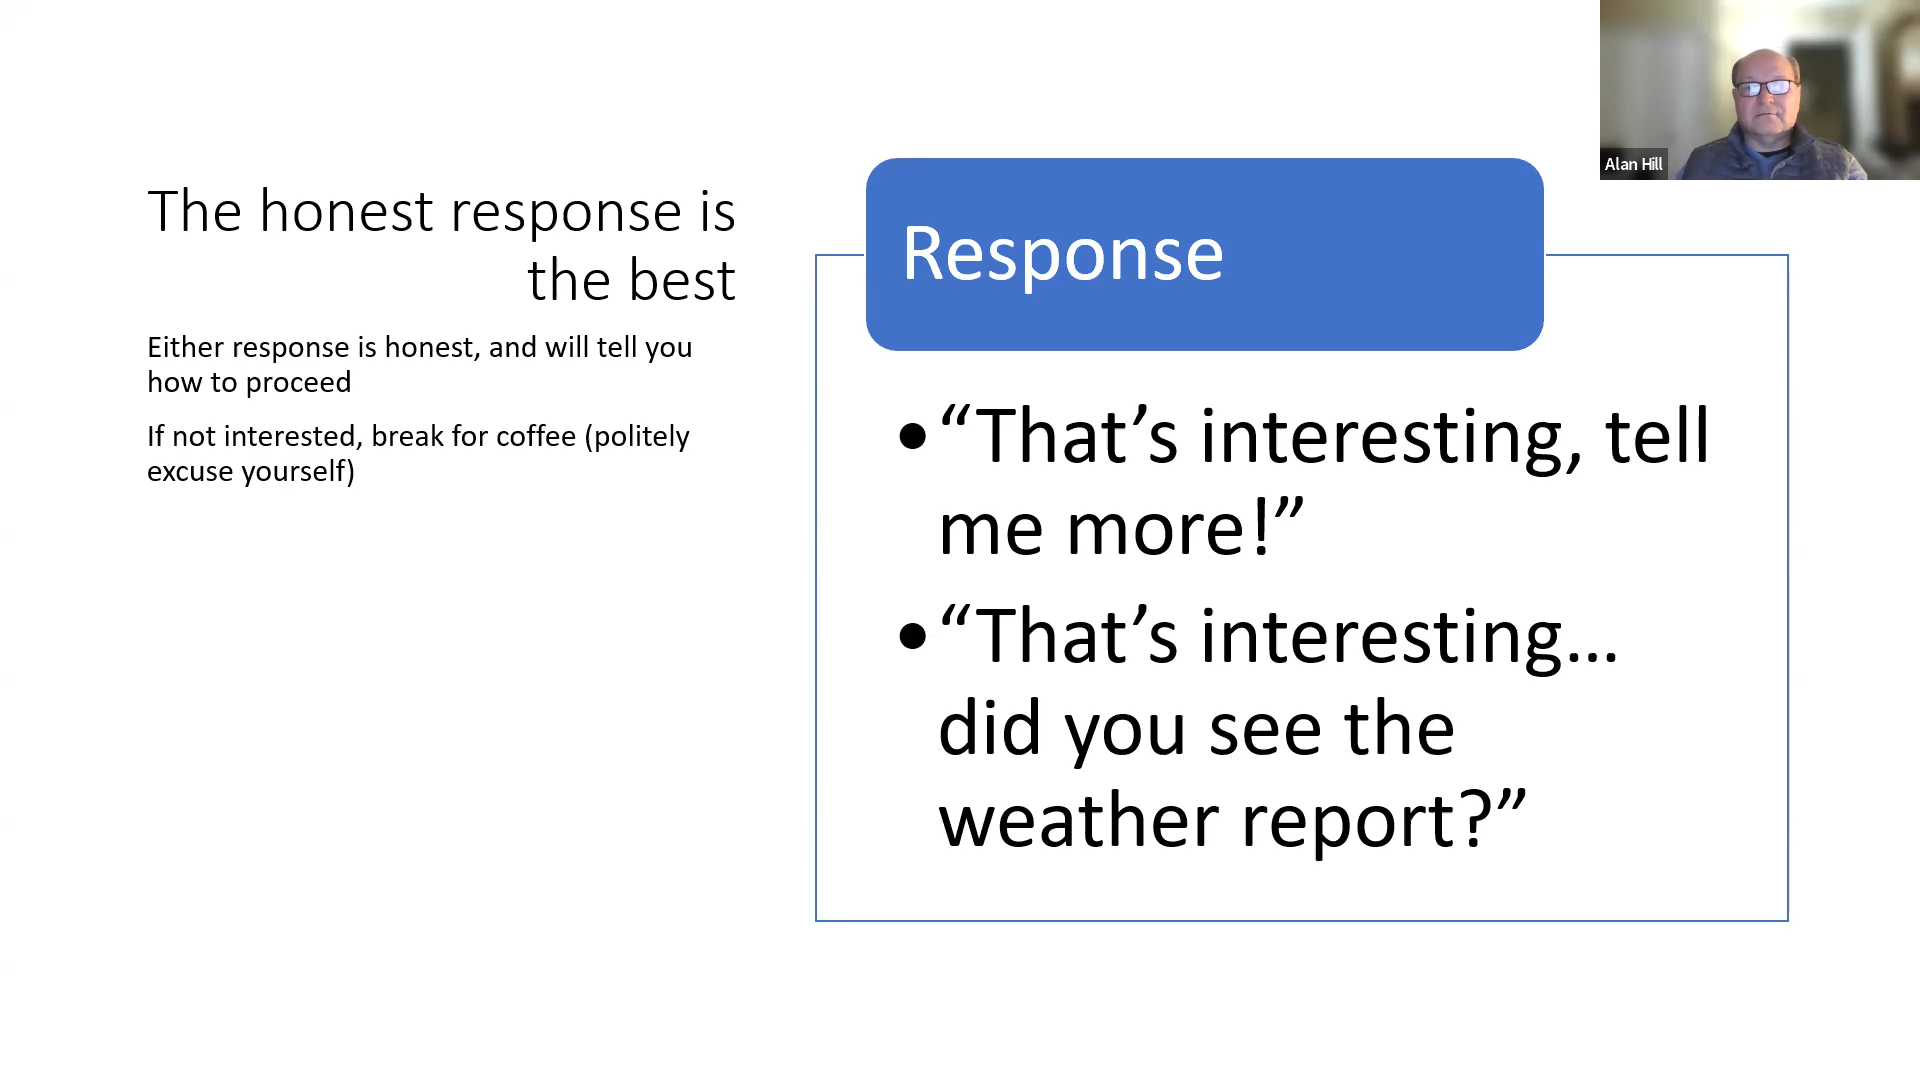 The honest response is
the best
Either response is honest, and will tell you
how to proceed
If not interested, break for coffee (politely
excuse yourself)
Response
•“That’s interesting, tell
me more!”
•“That’s interesting…
did you see the
weather report?”
Alan Hill